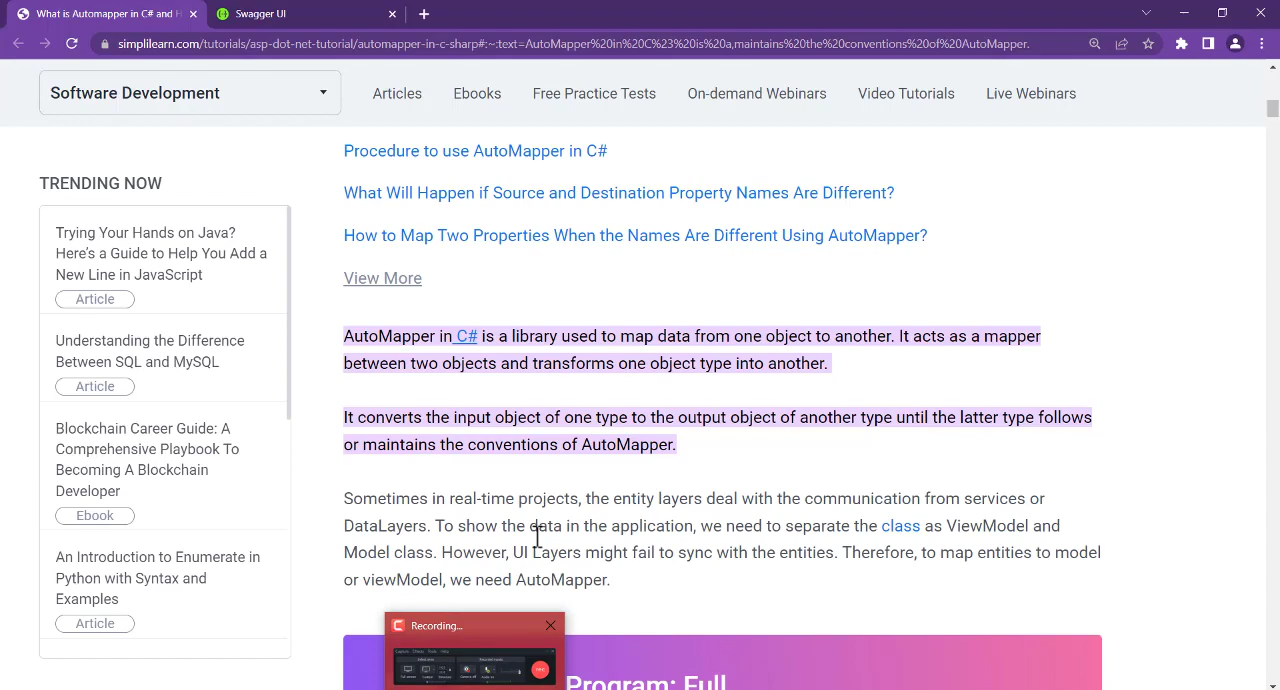 What is Automapper in C# and H
Swagger UI
simplilearn.com/tutorials/asp-dot-net-tutorial/automapper-in-c-sharp#:~:text=AutoMapper%20in%20C%23%20is%20a,maintains%20the%20conventions%20of%20AutoMapper.
Software Development
Articles
Ebooks
Free Practice Tests
On-demand Webinars
Video Tutorials
Live Webinars
TRENDING NOW
Trying Your Hands on Java?
Here's a Guide to Help You Add a
New Line in JavaScript
Article
Understanding the Difference
Between SQL and MySQL
Article
Blockchain Career Guide: A
Comprehensive Playbook To
Becoming A Blockchain
Developer
Ebook
An Introduction to Enumerate in
Python with Syntax and
Examples
Article
Procedure to use AutoMapper in C#
What Will Happen if Source and Destination Property Names Are Different?
How to Map Two Properties When the Names Are Different Using AutoMapper?
View More
AutoMapper in C# is a library used to map data from one object to another. It acts as a mapper
between two objects and transforms one object type into another.
It converts the input object of one type to the output object of another type until the latter type follows
or maintains the conventions of AutoMapper.
Sometimes in real-time projects, the entity layers deal with the communication from services or
DataLayers. To show the data in the application, we need to separate the class as ViewModel and
Model class. However, UI Layers might fail to sync with the entities. Therefore, to map entities to model
or viewModel, we need AutoMapper.
Recording...
Program: Full